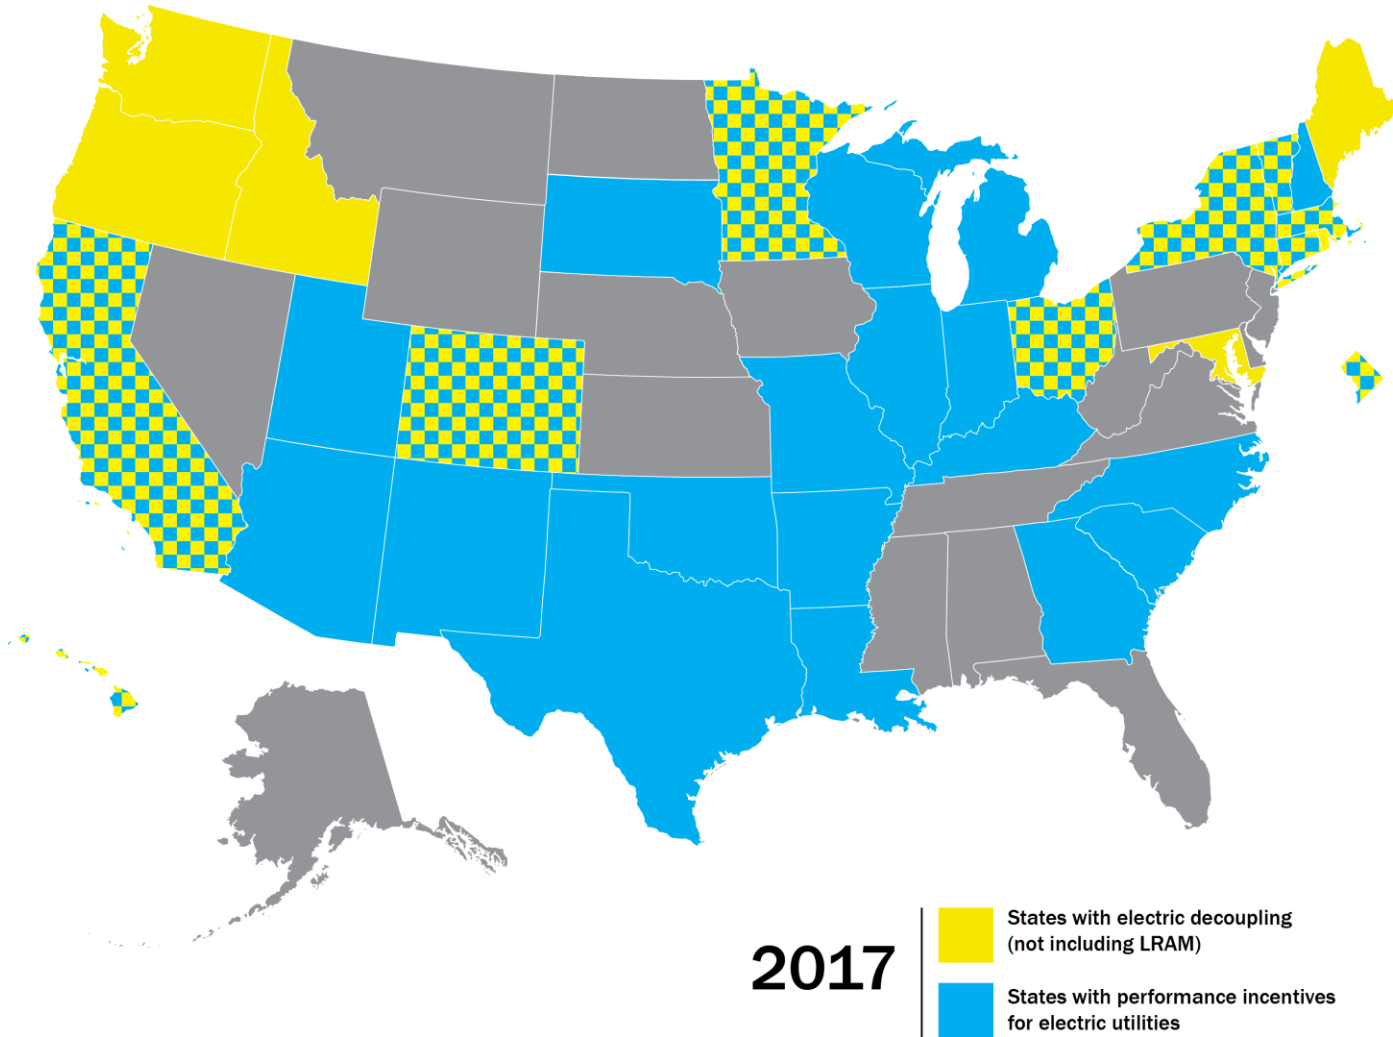 2017
States with electric decoupling
(not including LRAM)
States with performance incentives
for electric utilities